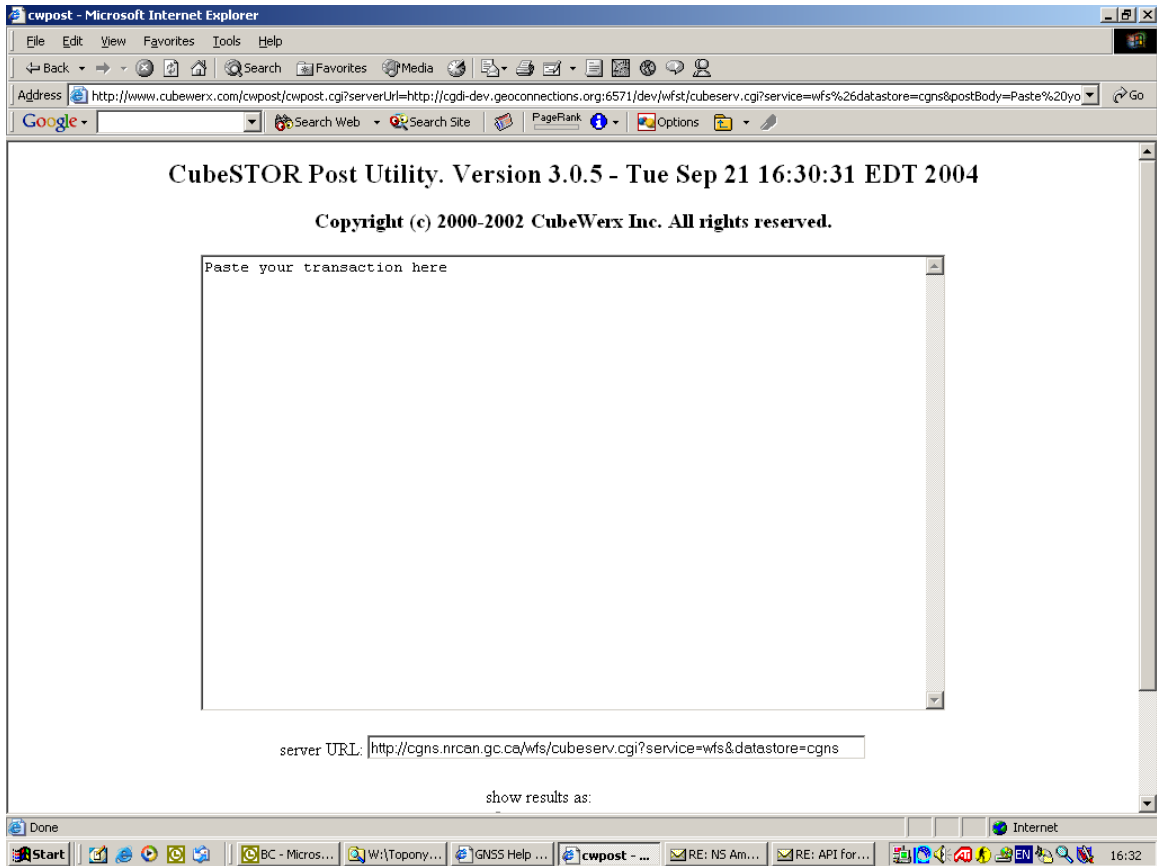 cwpost - Microsoft Internet Explorer
File Edit View Favorites Tools Help
Back Search Favorites Media
Address http://www.cubewerx.com/cwpost/cwpost.cgi?serverUrl=http://cgdi-dev.geoconnections.org:6571/dev/wfst/cubeserv.cgi?service=wfs%26datastore=cgns&postBody=Paste%20yo Go
Google Search Web Search Site PageRank Options
CubeSTOR Post Utility. Version 3.0.5 - Tue Sep 21 16:30:31 EDT 2004
Copyright (c) 2000-2002 CubeWerx Inc. All rights reserved.
Paste your transaction here
server URL: http://cgns.nrcan.gc.ca/wfs/cubeserv.cgi?service=wfs&datastore=cgns
show results as:
Done Internet
Start BC - Micros... W:\Topony... GNSS Help ... cwpost - ... RE: NS Am... RE: API for... EN 16:32